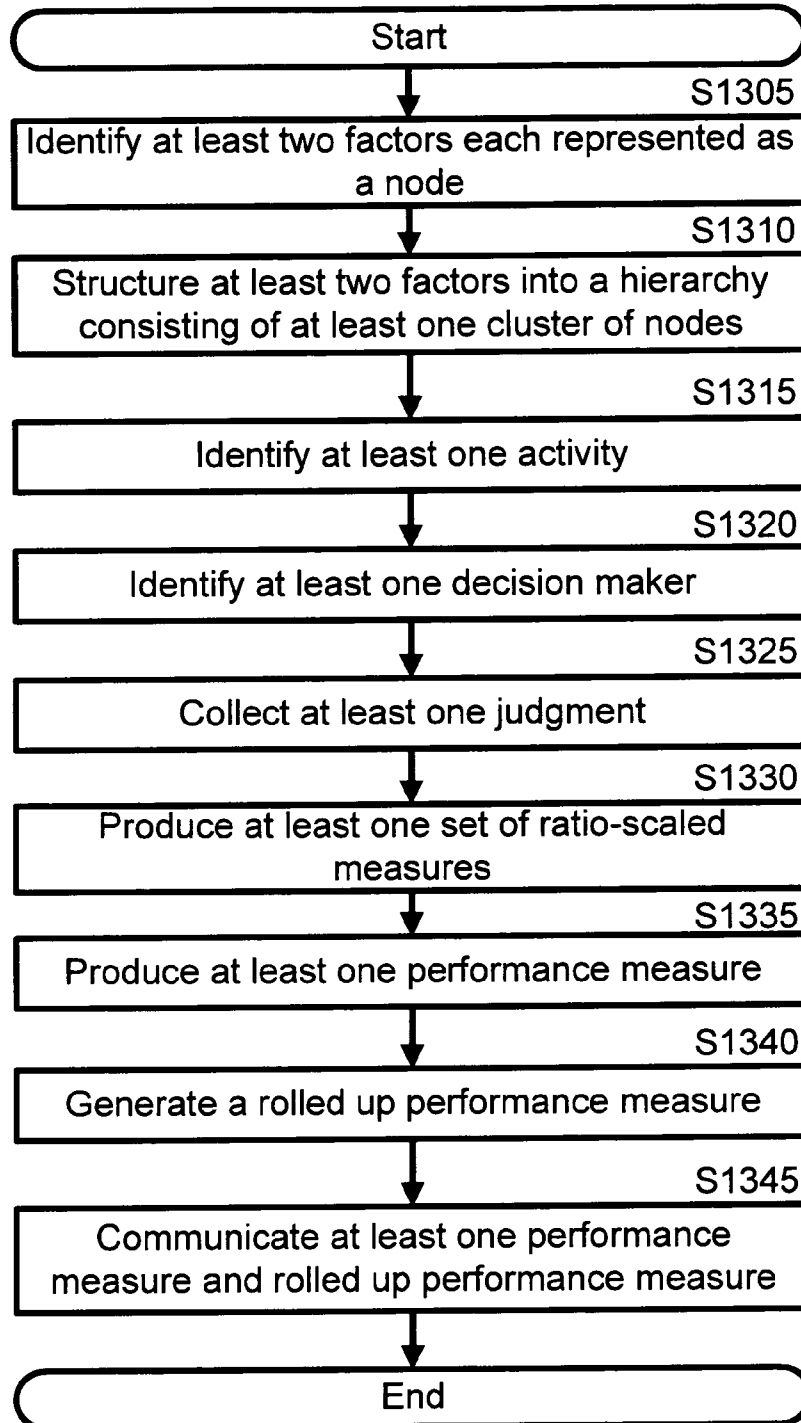 Start
S1305
Identify at least two factors each represented as
a node
S1310
Structure at least two factors into a hierarchy
consisting of at least one cluster of nodes
S1315
Identify at least one activity
S1320
Identify at least one decision maker
S1325
Collect at least one judgment
S1330
Produce at least one set of ratio-scaled
measures
S1335
Produce at least one performance measure
S1340
Generate a rolled up performance measure
S1345
Communicate at least one performance
measure and rolled up performance measure
End